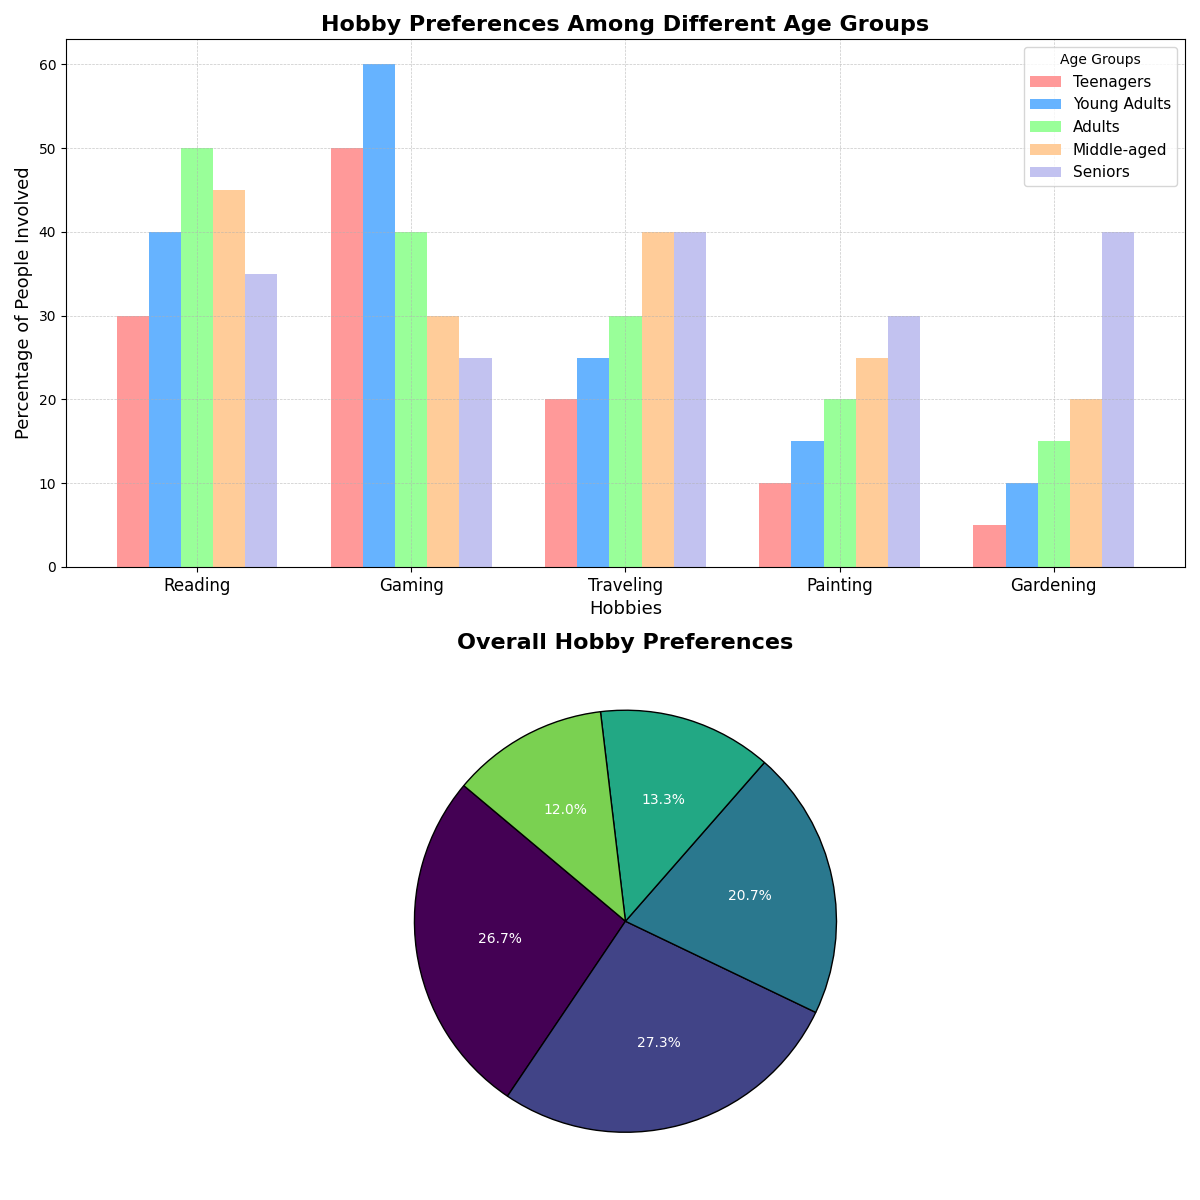 Hobby Preferences Among Different Age Groups
Percentage of People Involved
60
50
40
30
20
10
0
Age Groups
Teenagers
Young Adults
Adults
Middle-aged
Seniors
Reading
Gaming
Traveling
Painting
Gardening
Hobbies
Overall Hobby Preferences
13.3%
12.0%
20.7%
26.7%
27.3%